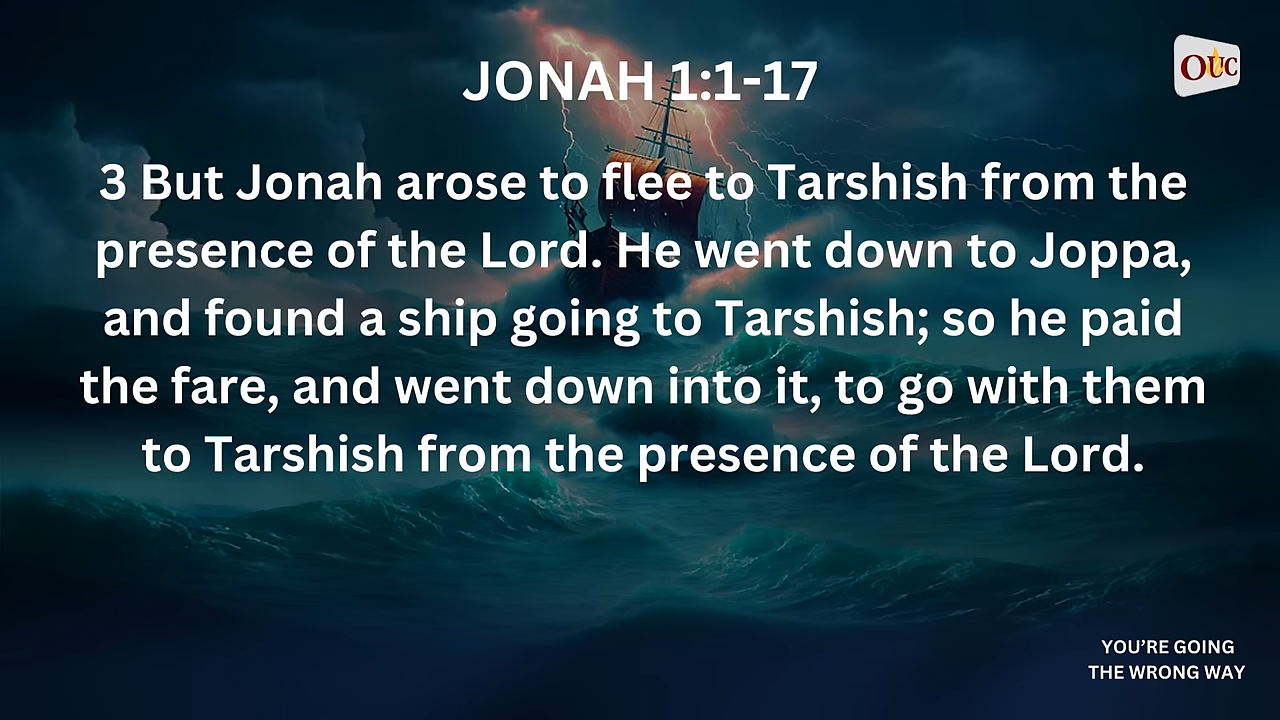 JONAH 1:1-17
OUC
3 But Jonah arose to flee to Tarshish from the
presence of the Lord. He went down to Joppa,
and found a ship going to Tarshish; so he paid
the fare, and went down into it, to go with them
to Tarshish from the presence of the Lord.
YOU’RE GOING
THE WRONG WAY